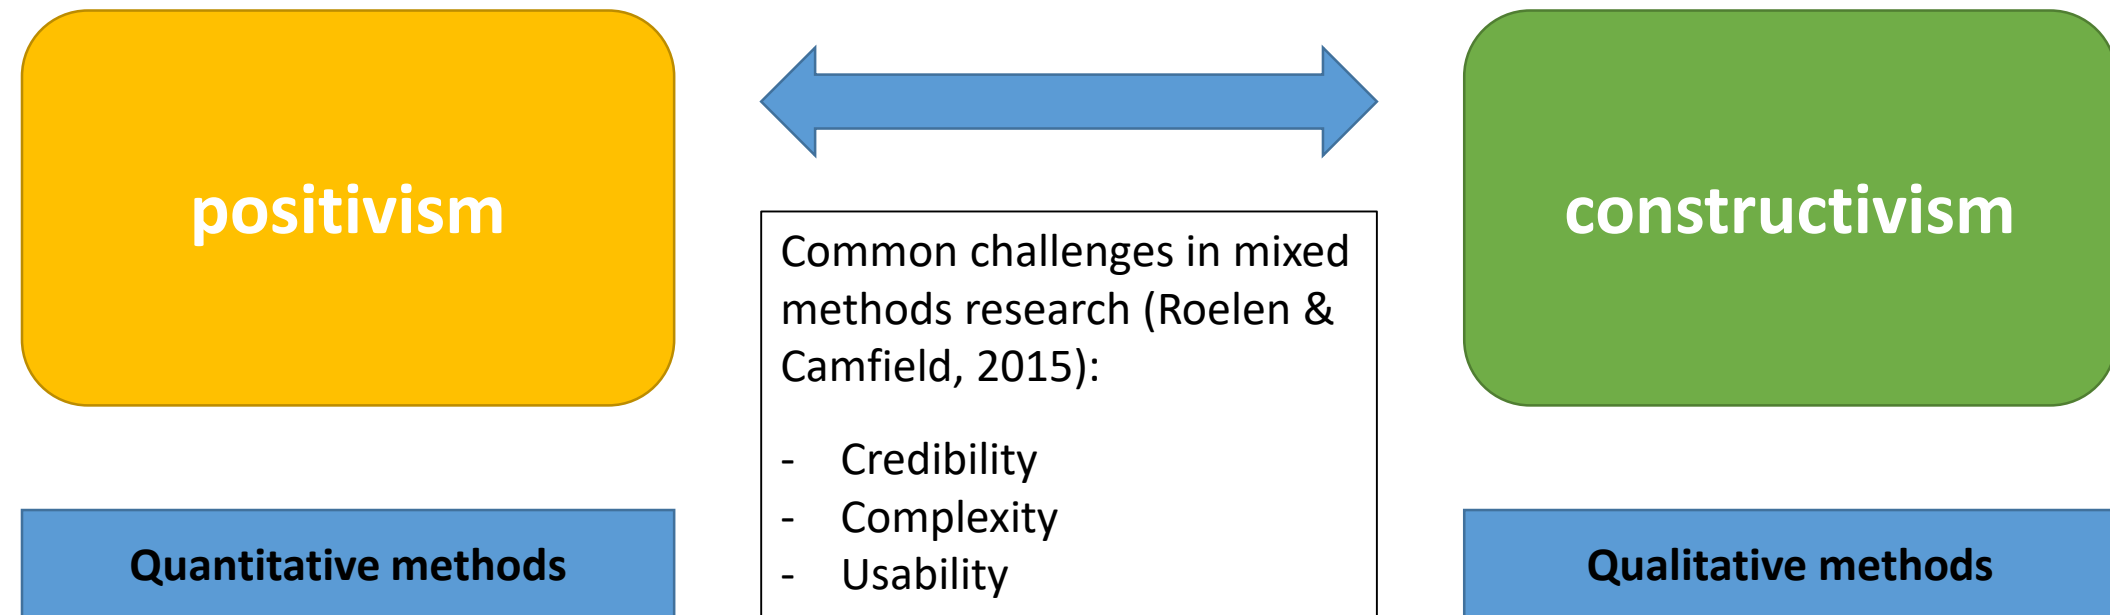 positivism
constructivism
Common challenges in mixed
methods research (Roelen &
Camfield, 2015):
- Credibility
- Complexity
- Usability
Quantitative methods
Qualitative methods